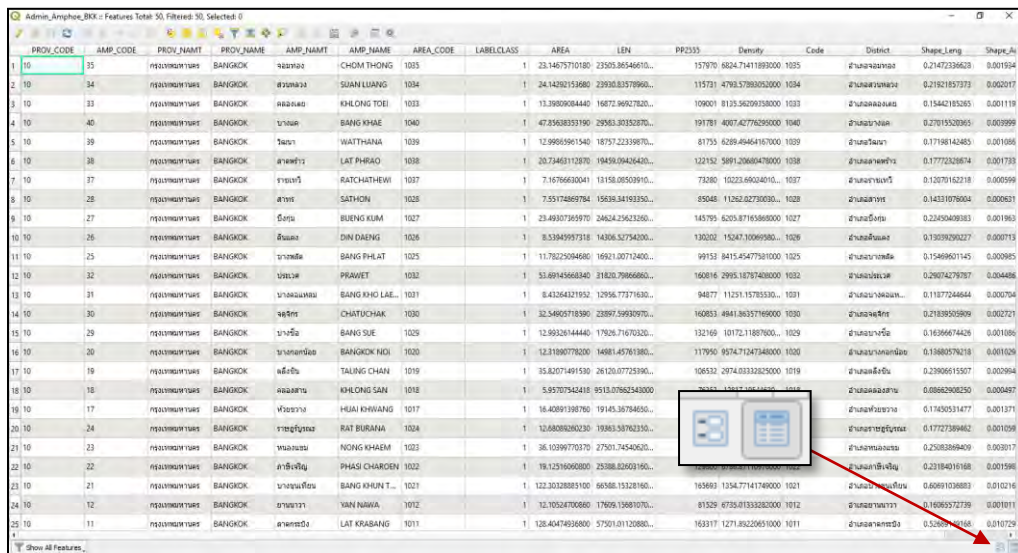 Admin_Amphoe_BKK :: Features Total: 50, Filtered: 50, Selected: 0
PROV_CODE AMP_CODE PROV_NAMT PROV_NAME AMP_NAMT AMP_NAME AREA_CODE LABELCLASS AREA LEN PP2555 Density Code District Shape_Leng
1 10 35 กรุงเทพมหานคร BANGKOK จอมทอง CHOM THONG 1035 1 23.14675710180 23505.86546610... 157970 6824.71411893000 1035 อำเภอจอมทอง 0.21472336628 0.001934
2 10 34 กรุงเทพมหานคร BANGKOK สวนหลวง SUAN LUANG 1034 1 24.14292153680 23930.83578960... 115731 4793.57893052000 1034 อำเภอสวนหลวง 0.21921857373 0.002017
3 10 33 กรุงเทพมหานคร BANGKOK คลองเตย KHLONG TOEI 1033 1 13.39809084440 16872.96927820... 109001 8135.56209358000 1033 อำเภอคลองเตย 0.15442185265 0.001119
4 10 40 กรุงเทพมหานคร BANGKOK บางแค BANG KHAE 1040 1 47.85638353190 29583.30352870... 191781 4007.42776295000 1040 อำเภอบางแค 0.27015520365 0.003999
5 10 39 กรุงเทพมหานคร BANGKOK วัฒนา WATTHANA 1039 1 12.99865961540 18757.22339870... 81755 6289.49464167000 1039 อำเภอวัฒนา 0.17198142485 0.001086
6 10 38 กรุงเทพมหานคร BANGKOK ลาดพร้าว LAT PHRAO 1038 1 20.73463112870 19459.09426430... 122152 5891.20680478000 1038 อำเภอลาดพร้าว 0.17772328674 0.001733
7 10 37 กรุงเทพมหานคร BANGKOK ราชเทวี RATCHATHEWI 1037 1 7.16766630041 13158.08503910... 73280 10223.69024010... 1037 อำเภอราชเทวี 0.12070162218 0.000599
8 10 28 กรุงเทพมหานคร BANGKOK สาทร SATHON 1028 1 7.55174869784 15639.34193350... 85048 11262.02730030... 1028 อำเภอสาทร 0.14331076004 0.000631
9 10 27 กรุงเทพมหานคร BANGKOK บึงกุ่ม BUENG KUM 1027 1 23.49307365970 24624.25623260... 145795 6205.87165868000 1027 อำเภอบึงกุ่ม 0.22450409383 0.001963
10 10 26 กรุงเทพมหานคร BANGKOK ดินแดง DIN DAENG 1026 1 8.53945957318 14306.52754200... 130202 15247.10069580... 1026 อำเภอดินแดง 0.13039290227 0.000713
11 10 25 กรุงเทพมหานคร BANGKOK บางพลัด BANG PHLAT 1025 1 11.78225094680 16921.00712400... 99153 8415.45477581000 1025 อำเภอบางพลัด 0.15469601145 0.000985
12 10 32 กรุงเทพมหานคร BANGKOK ประเวศ PRAWET 1032 1 53.69145668340 31820.79866860... 160816 2995.18787408000 1032 อำเภอประเวศ 0.29074279787 0.004486
13 10 31 กรุงเทพมหานคร BANGKOK บางคอแหลม BANG KHO LAE... 1031 1 8.43264321952 12956.77371630... 94877 11251.15785530... 1031 อำเภอบางคอแห... 0.11877244644 0.000704
14 10 30 กรุงเทพมหานคร BANGKOK จตุจักร CHATUCHAK 1030 1 32.54905718590 23897.59930970... 160853 4941.86357169000 1030 อำเภอจตุจักร 0.21839505909 0.002721
15 10 29 กรุงเทพมหานคร BANGKOK บางซื่อ BANG SUE 1029 1 12.99326144440 17926.71670320... 132169 10172.11887600... 1029 อำเภอบางซื่อ 0.16366674426 0.001086
16 10 20 กรุงเทพมหานคร BANGKOK บางกอกน้อย BANGKOK NOI 1020 1 12.31890778200 14981.45761380... 117950 9574.71247348000 1020 อำเภอบางกอกน้อย 0.13680579218 0.001029
17 10 19 กรุงเทพมหานคร BANGKOK ตลิ่งชัน TALING CHAN 1019 1 35.82071491530 26120.07725390... 106532 2974.03332825000 1019 อำเภอตลิ่งชัน 0.23906615507 0.002994
18 10 18 กรุงเทพมหานคร BANGKOK คลองสาน KHLONG SAN 1018 1 5.95707542418 9513.07662543000 อำเภอคลองสาน 0.08662908250 0.000497
19 10 17 กรุงเทพมหานคร BANGKOK ห้วยขวาง HUAI KHWANG 1017 1 16.40891398760 19145.36784650... อำเภอห้วยขวาง 0.17450531477 0.001371
20 10 24 กรุงเทพมหานคร BANGKOK ราษฎร์บูรณะ RAT BURANA 1024 1 12.68089260230 19363.58762350... อำเภอราษฎร์บูรณะ 0.17727389462 0.001059
21 10 23 กรุงเทพมหานคร BANGKOK หนองแขม NONG KHAEM 1023 1 36.10399770370 27501.74540620... อำเภอหนองแขม 0.25083869409 0.003017
22 10 22 กรุงเทพมหานคร BANGKOK ภาษีเจริญ PHASI CHAROEN 1022 1 19.12516060800 25388.82603160... อำเภอภาษีเจริญ 0.23184016168 0.001598
23 10 21 กรุงเทพมหานคร BANGKOK บางขุนเทียน BANG KHUN T... 1021 1 122.30328885100 66588.15328160... 165693 1354.77141749000 1021 0.60691036883 0.010216
24 10 12 กรุงเทพมหานคร BANGKOK ยานนาวา YAN NAWA 1012 1 12.10524700860 17609.15681070... 81529 6735.01333282000 1012 อำเภอยานนาวา 0.16065572739 0.001011
25 10 11 กรุงเทพมหานคร BANGKOK ลาดกระบัง LAT KRABANG 1011 1 128.40474936800 57501.01120880... 163317 1271.89220651000 1011 อำเภอลาดกระบัง 0.010729
Show All Features